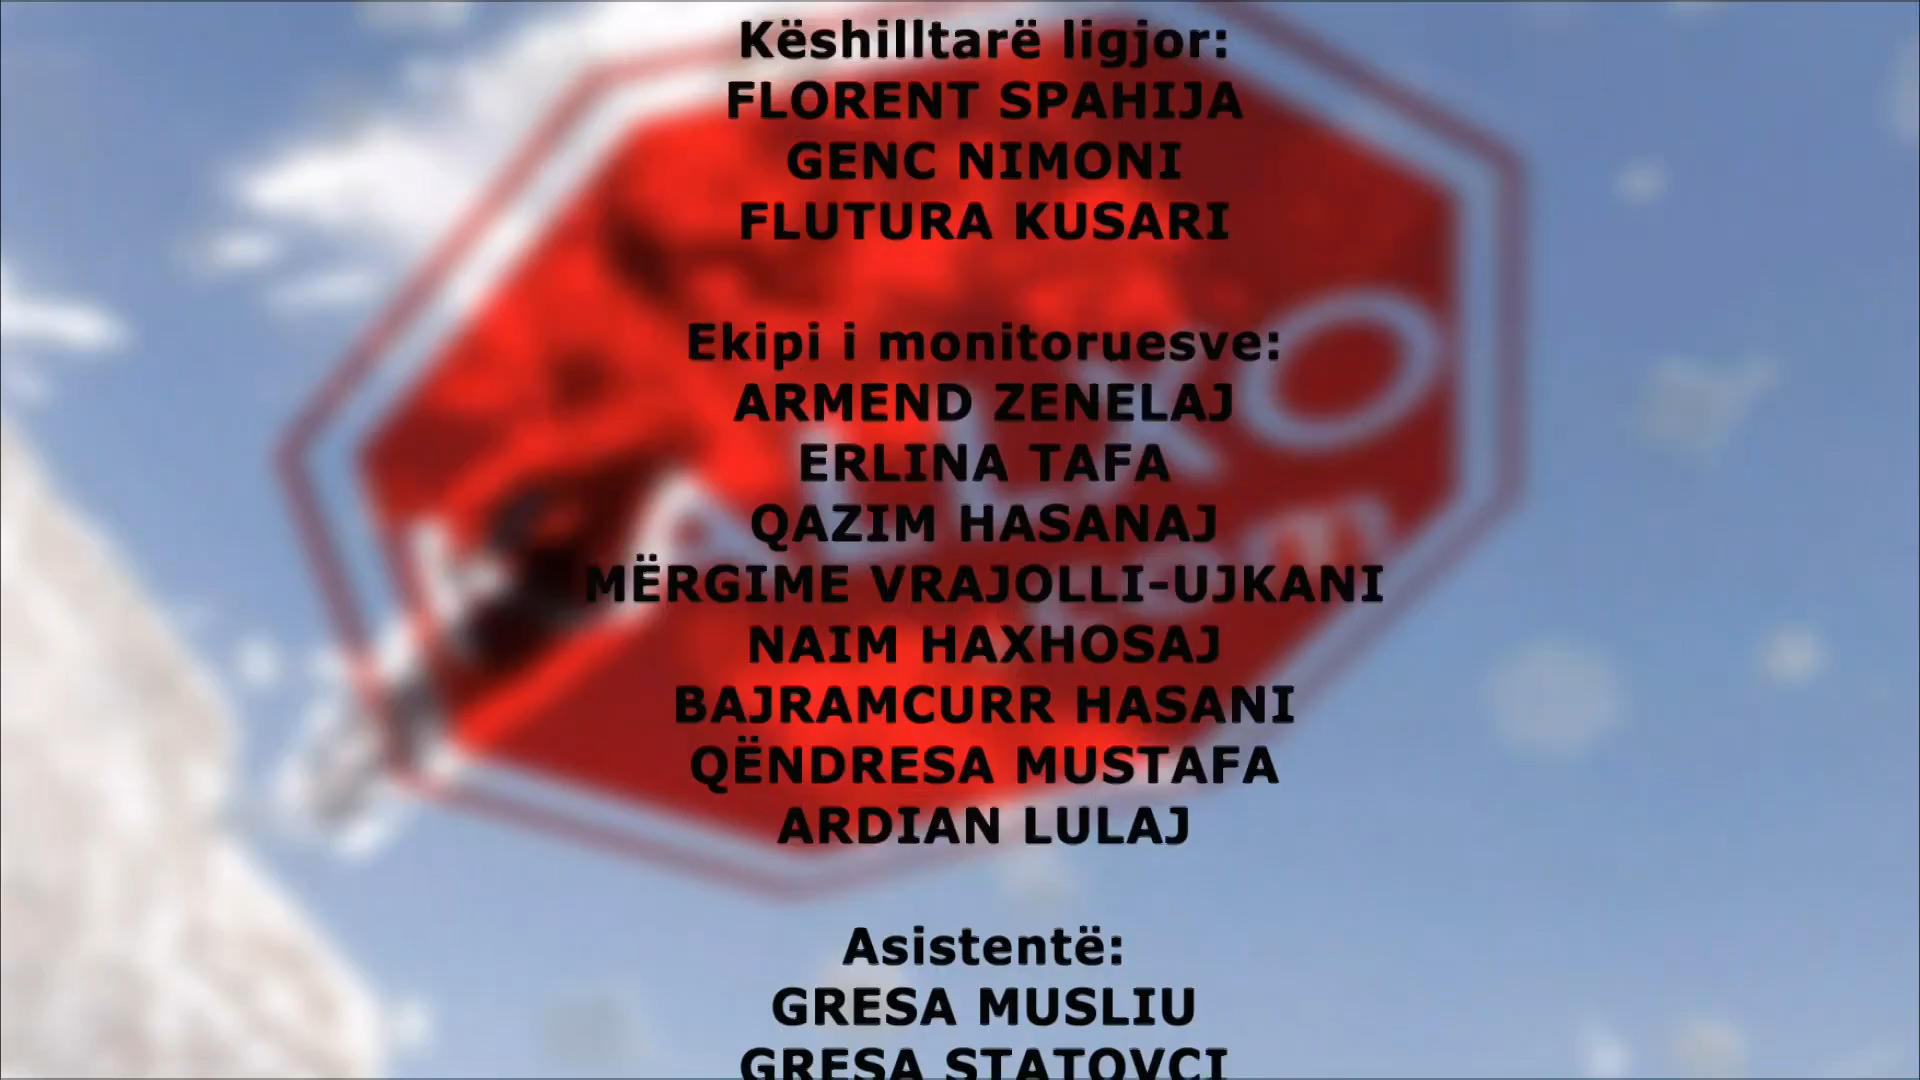 Këshilltarë ligjor:
FLORENT SPAHIJA
GENC NIMONI
FLUTURA KUSARI
Ekipi i monitoruesve:
ARMEND ZENELAJ
ERLINA TAFA
QAZIM HASANAJ
MËRGIME VRAJOLLI-UJKANI
NAIM HAXHOSAJ
BAJRAMCURR HASANI
QËNDRESA MUSTAFA
ARDIAN LULAJ
Asistentë:
GRESA MUSLIU
GRESA STATOVCI